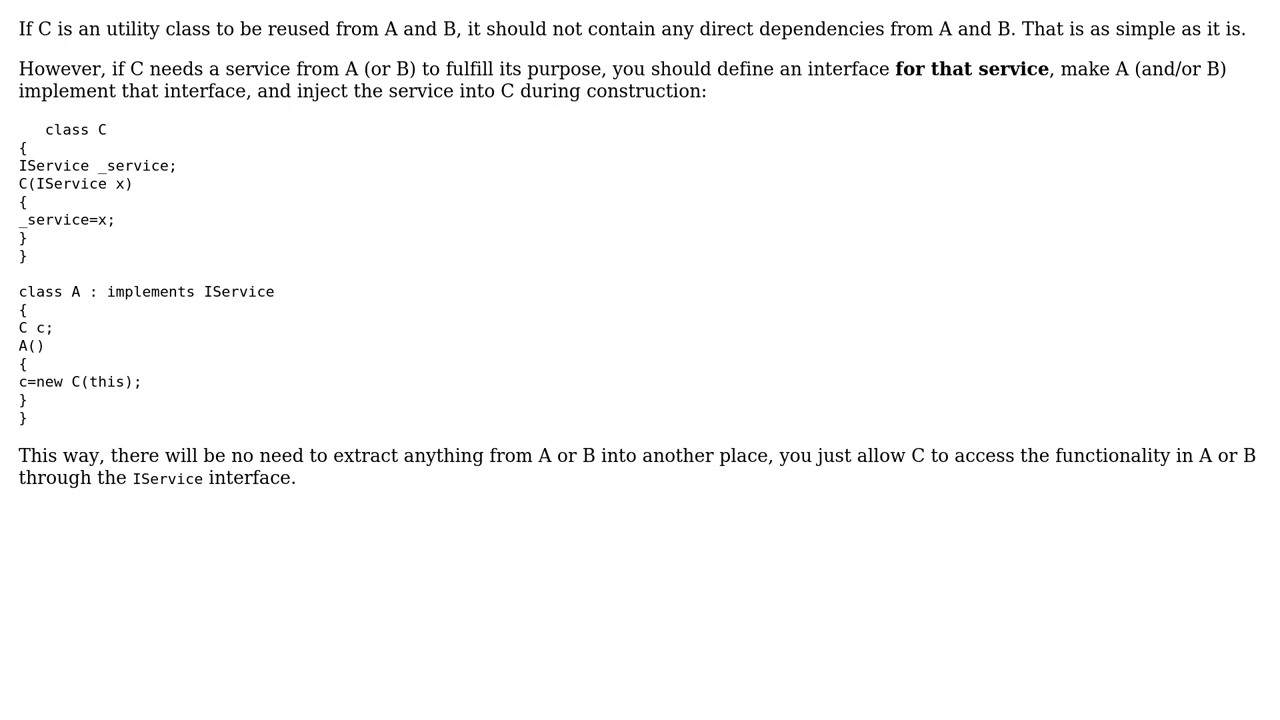 If C is an utility class to be reused from A and B, it should not contain any direct dependencies from A and B. That is as simple as it is.
However, if C needs a service from A (or B) to fulfill its purpose, you should define an interface for that service, make A (and/or B)
implement that interface, and inject the service into C during construction:
   class C
{
IService _service;
C(IService x)
{
_service=x;
}
}
class A : implements IService
{
C c;
A()
{
c=new C(this);
}
}
This way, there will be no need to extract anything from A or B into another place, you just allow C to access the functionality in A or B
through the IService interface.